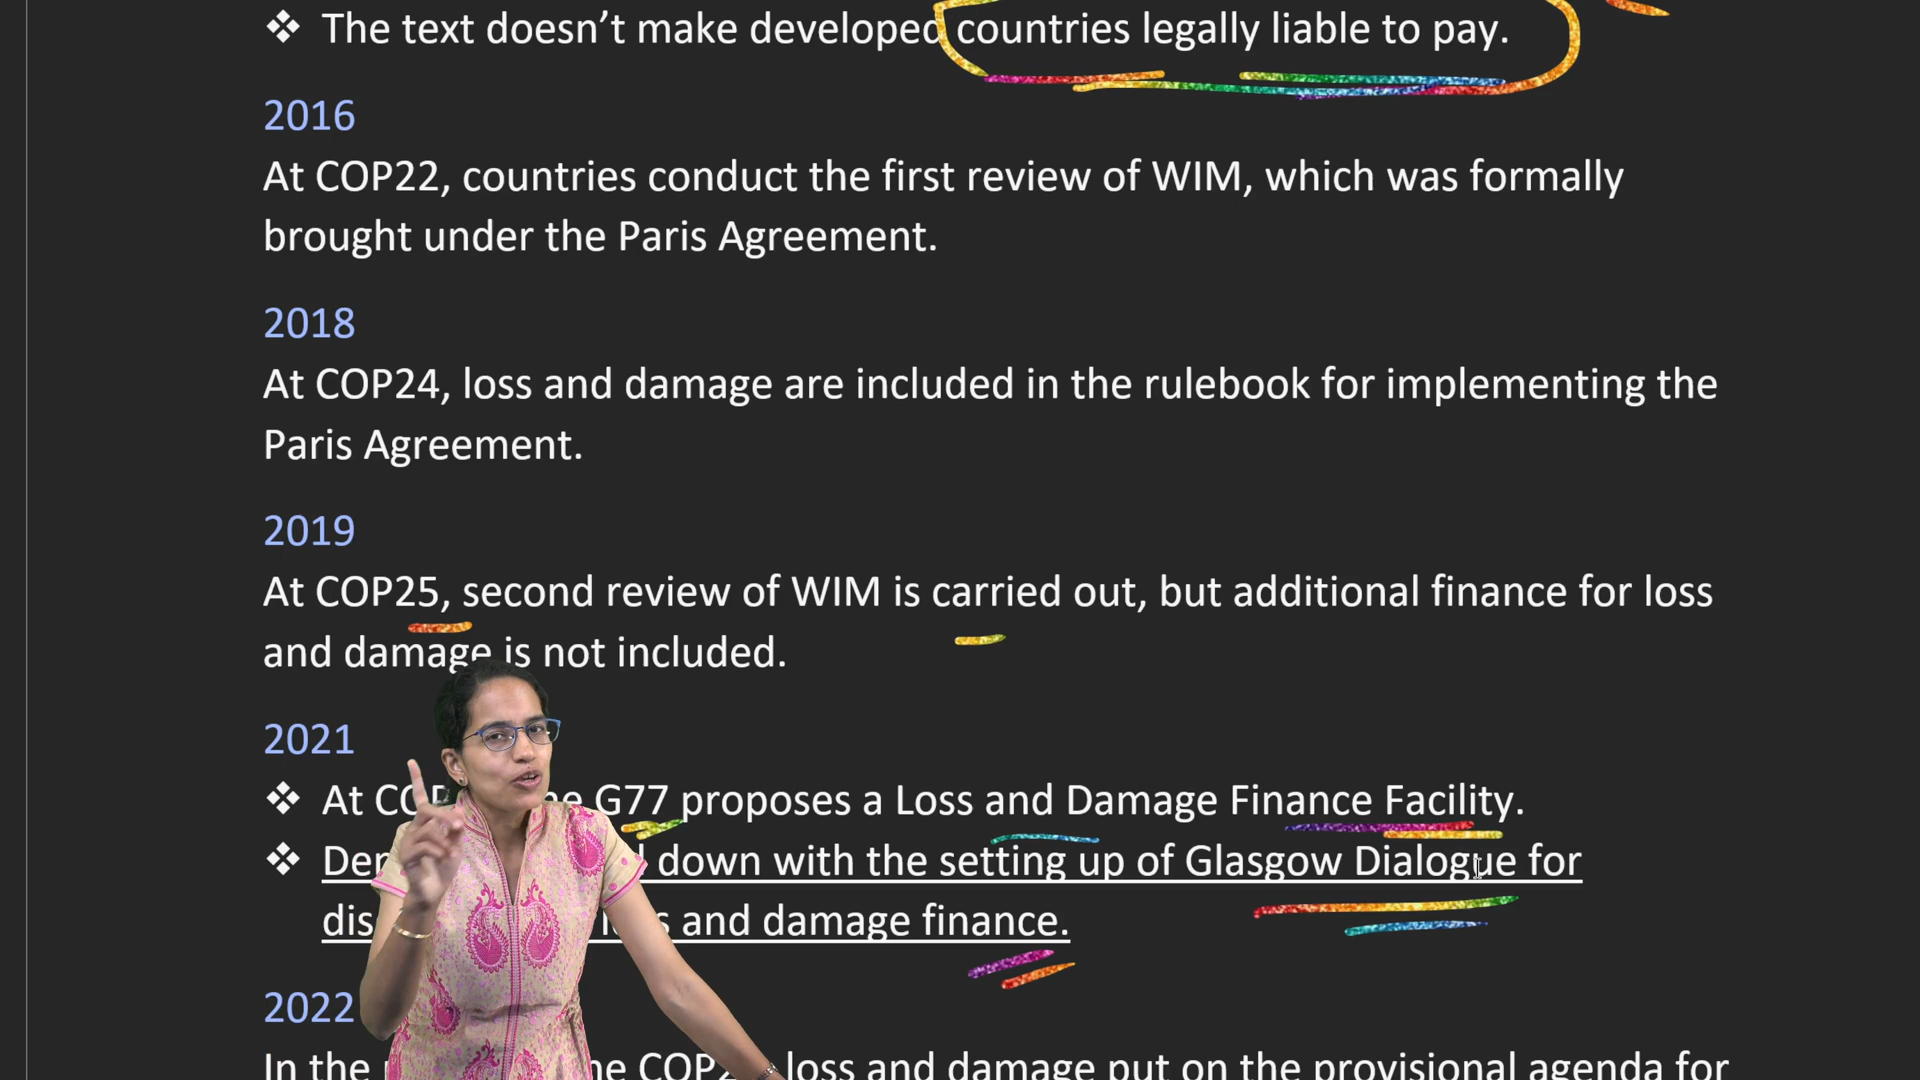 ❖ The text doesn’t make developed countries legally liable to pay.
2016
At COP22, countries conduct the first review of WIM, which was formally
brought under the Paris Agreement.
2018
At COP24, loss and damage are included in the rulebook for implementing the
Paris Agreement.
2019
At COP25, second review of WIM is carried out, but additional finance for loss
and damage is not included.
2021
❖ At G77 proposes a Loss and Damage Finance Facility.
❖ down with the setting up of Glasgow Dialogue for
and damage finance.
2022
In the loss and damage put on the provisional agenda for